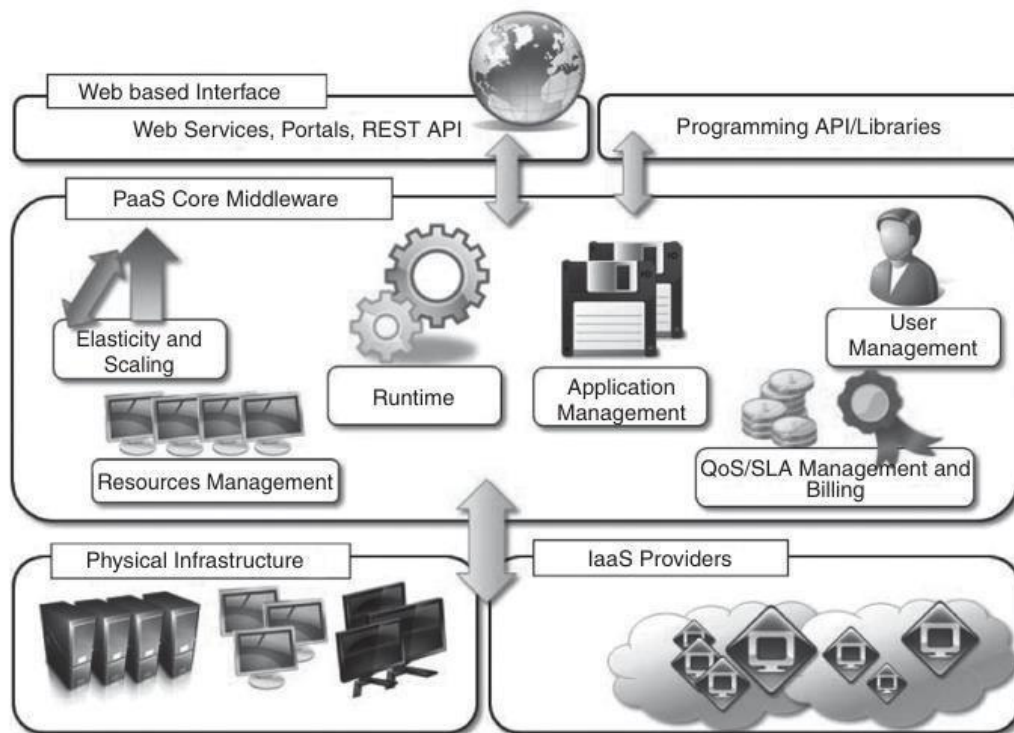 Web based Interface
Web Services, Portals, REST API
Programming API/Libraries
PaaS Core Middleware
Elasticity and
Scaling
Runtime
Application
Management
User
Management
Resources Management
QoS/SLA Management and
Billing
Physical Infrastructure
IaaS Providers